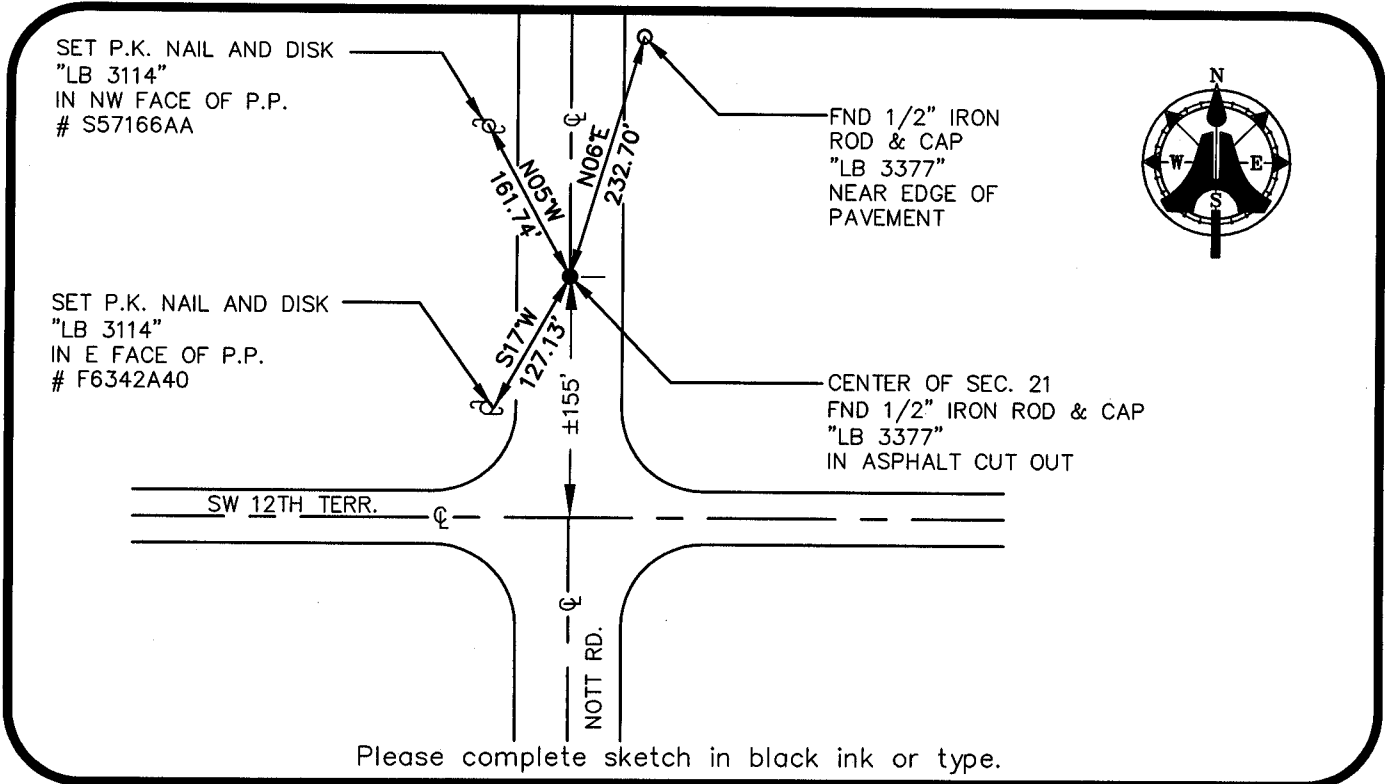 SET P.K. NAIL AND DISK
"LB 3114"
IN NW FACE OF P.P.
# S57166AA
SET P.K. NAIL AND DISK
"LB 3114"
IN E FACE OF P.P.
# F6342A40
N05°W
161.74'
N06°E
232.70'
S17°W
127.13'
±155'
℄
FND 1/2" IRON
ROD & CAP
"LB 3377"
NEAR EDGE OF
PAVEMENT
CENTER OF SEC. 21
FND 1/2" IRON ROD & CAP
"LB 3377"
IN ASPHALT CUT OUT
N
W
E
S
SW 12TH TERR.
℄
℄
NOTT RD.
Please complete sketch in black ink or type.